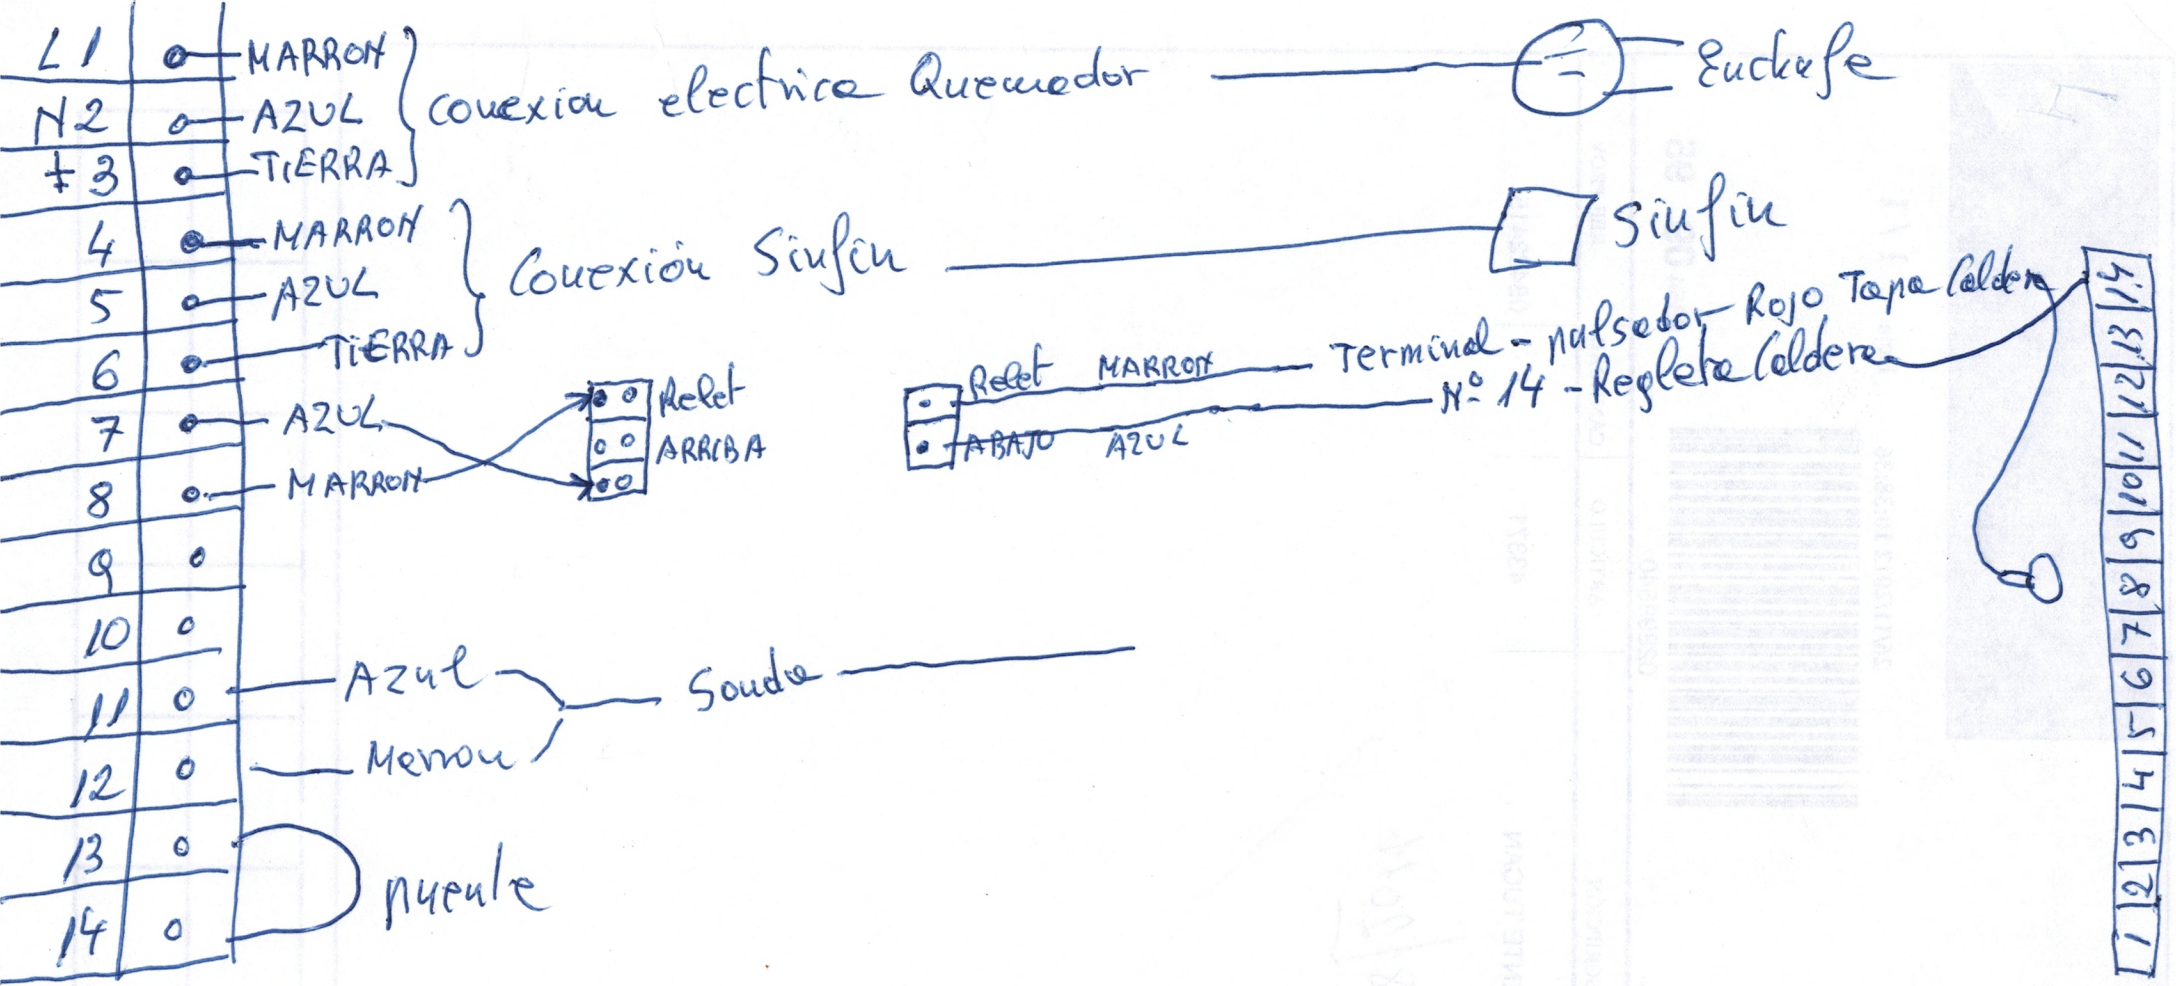 L1 MARRON
N2 AZUL conexion electrica Quemador Enchufe
3 TIERRA
4 MARRON
5 AZUL Conexión Sinfin Sinfin
6 TIERRA
7 AZUL Relet
8 MARRON ARRIBA
Relet MARRON Terminal - pulsador Rojo Tapa Caldera
ABAJO AZUL Nº 14 - Regleta Caldera
9
10
11 Azul Sonda
12 Marron
13
14 puente
14
13
12
11
10
9
8
7
6
5
4
3
2
1